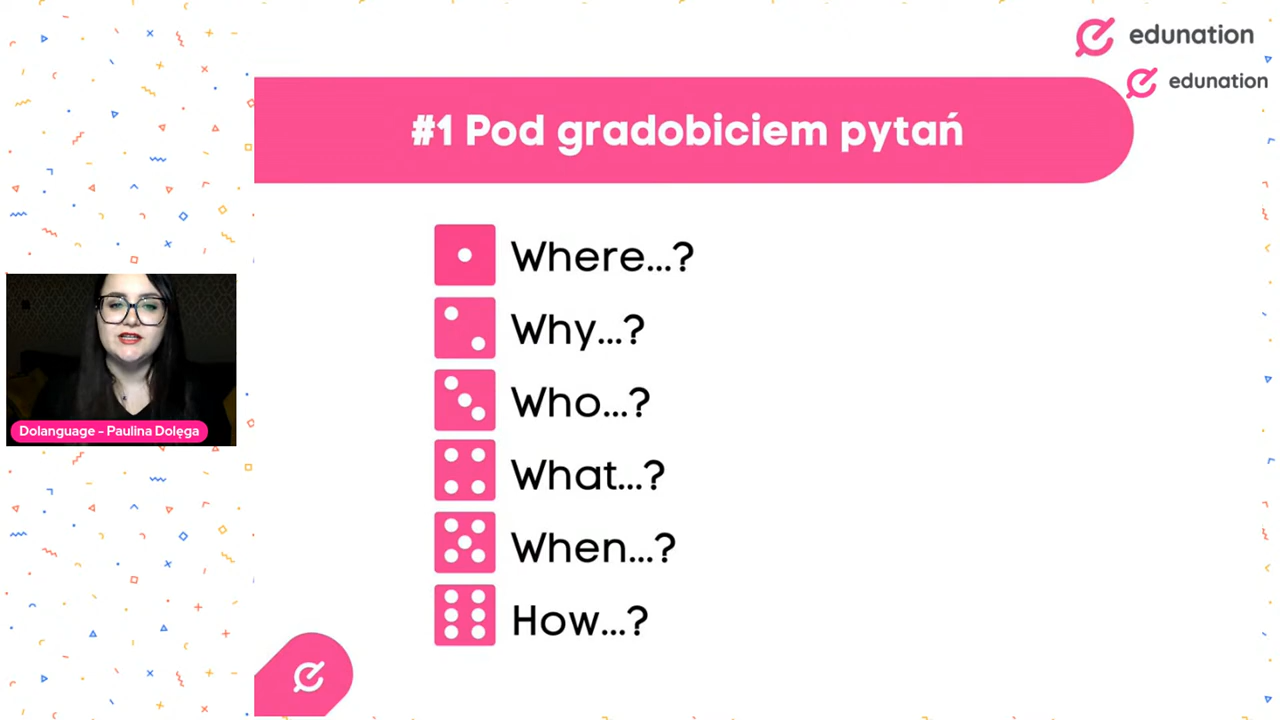 edunation
edunation
#1 Pod gradobiciem pytań
Where...?
Why...?
Who...?
What...?
When...?
How...?
Dolanguage - Paulina Dolęga